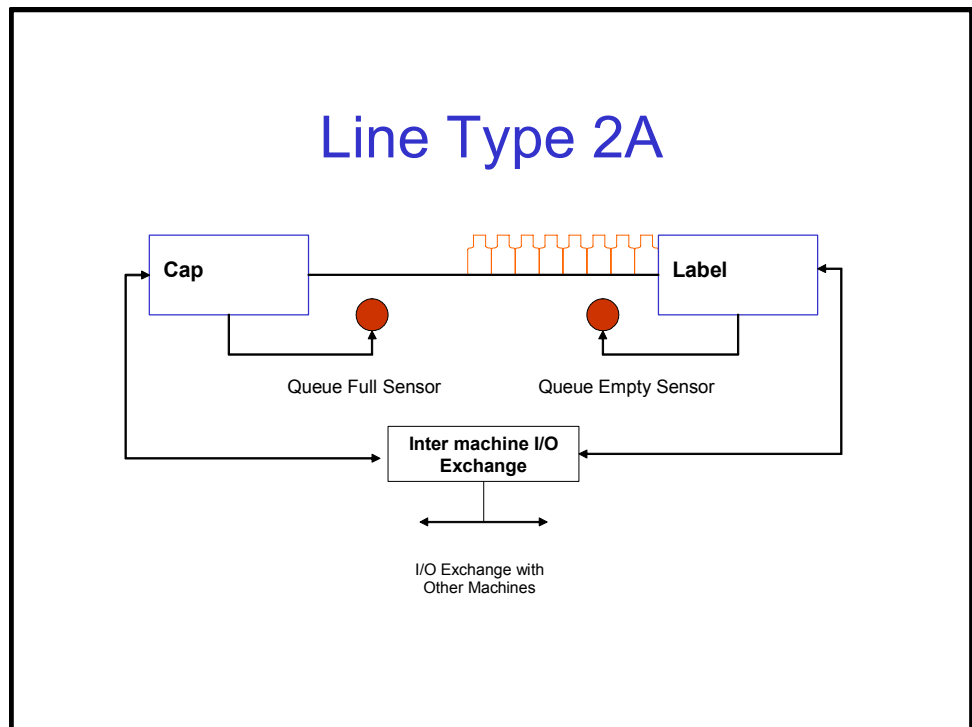 Line Type 2A
Cap
Label
Queue Full Sensor
Queue Empty Sensor
Inter machine I/O
Exchange
I/O Exchange with
Other Machines